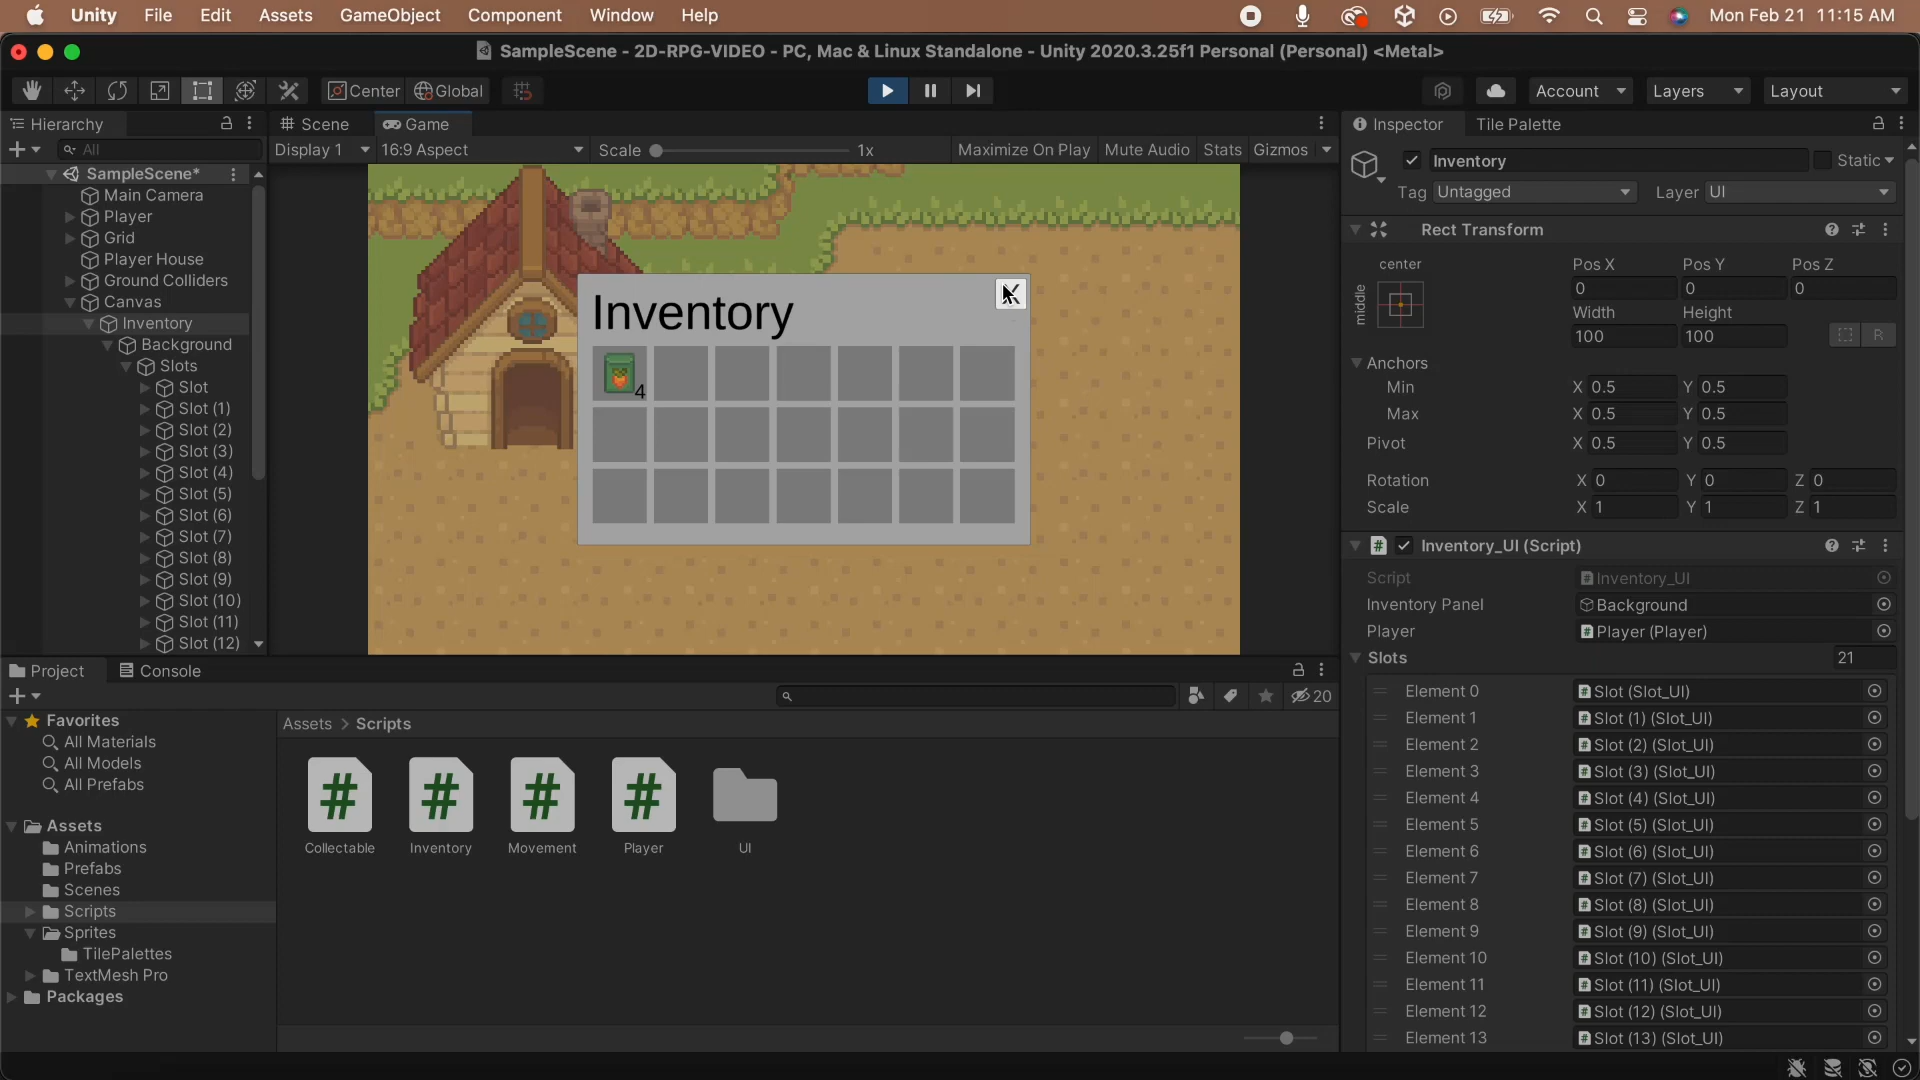 Unity File Edit Assets GameObject Component Window Help Mon Feb 21 11:15 AM
SampleScene - 2D-RPG-VIDEO - PC, Mac & Linux Standalone - Unity 2020.3.25f1 Personal (Personal) <Metal>
Center Global Account Layers Layout
Hierarchy
All
SampleScene*
Main Camera
Player
Grid
Player House
Ground Colliders
Canvas
Inventory
Background
Slots
Slot
Slot (1)
Slot (2)
Slot (3)
Slot (4)
Slot (5)
Slot (6)
Slot (7)
Slot (8)
Slot (9)
Slot (10)
Slot (11)
Slot (12)
Scene Game
Display 1 16:9 Aspect Scale 1x Maximize On Play Mute Audio Stats Gizmos
Inventory
4
Inspector Tile Palette
Inventory Static
Tag Untagged Layer UI
Rect Transform
center
middle
Pos X Pos Y Pos Z
0 0 0
Width Height
100 100
R
Anchors
Min X 0.5 Y 0.5
Max X 0.5 Y 0.5
Pivot X 0.5 Y 0.5
Rotation X 0 Y 0 Z 0
Scale X 1 Y 1 Z 1
# Inventory_UI (Script)
Script Inventory_UI
Inventory Panel Background
Player Player (Player)
Slots 21
Element 0 Slot (Slot_UI)
Element 1 Slot (1) (Slot_UI)
Element 2 Slot (2) (Slot_UI)
Element 3 Slot (3) (Slot_UI)
Element 4 Slot (4) (Slot_UI)
Element 5 Slot (5) (Slot_UI)
Element 6 Slot (6) (Slot_UI)
Element 7 Slot (7) (Slot_UI)
Element 8 Slot (8) (Slot_UI)
Element 9 Slot (9) (Slot_UI)
Element 10 Slot (10) (Slot_UI)
Element 11 Slot (11) (Slot_UI)
Element 12 Slot (12) (Slot_UI)
Element 13 Slot (13) (Slot_UI)
Project Console
20
Favorites
All Materials
All Models
All Prefabs
Assets
Animations
Prefabs
Scenes
Scripts
Sprites
TilePalettes
TextMesh Pro
Packages
Assets > Scripts
# # # #
Collectable Inventory Movement Player UI